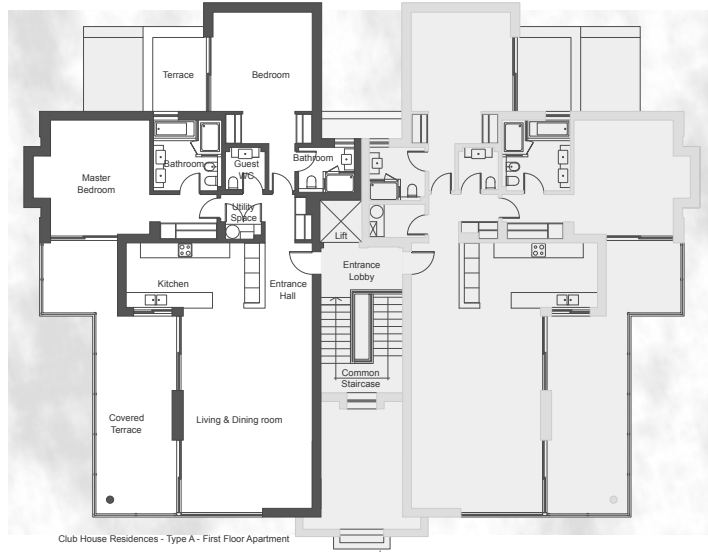 Terrace
Bedroom
Bathroom
Guest
WC
Bathroom
Master
Bedroom
Utility
Space
Lift
Kitchen
Entrance
Hall
Entrance
Lobby
Common
Staircase
Covered
Terrace
Living & Dining room
Club House Residences - Type A - First Floor Apartment